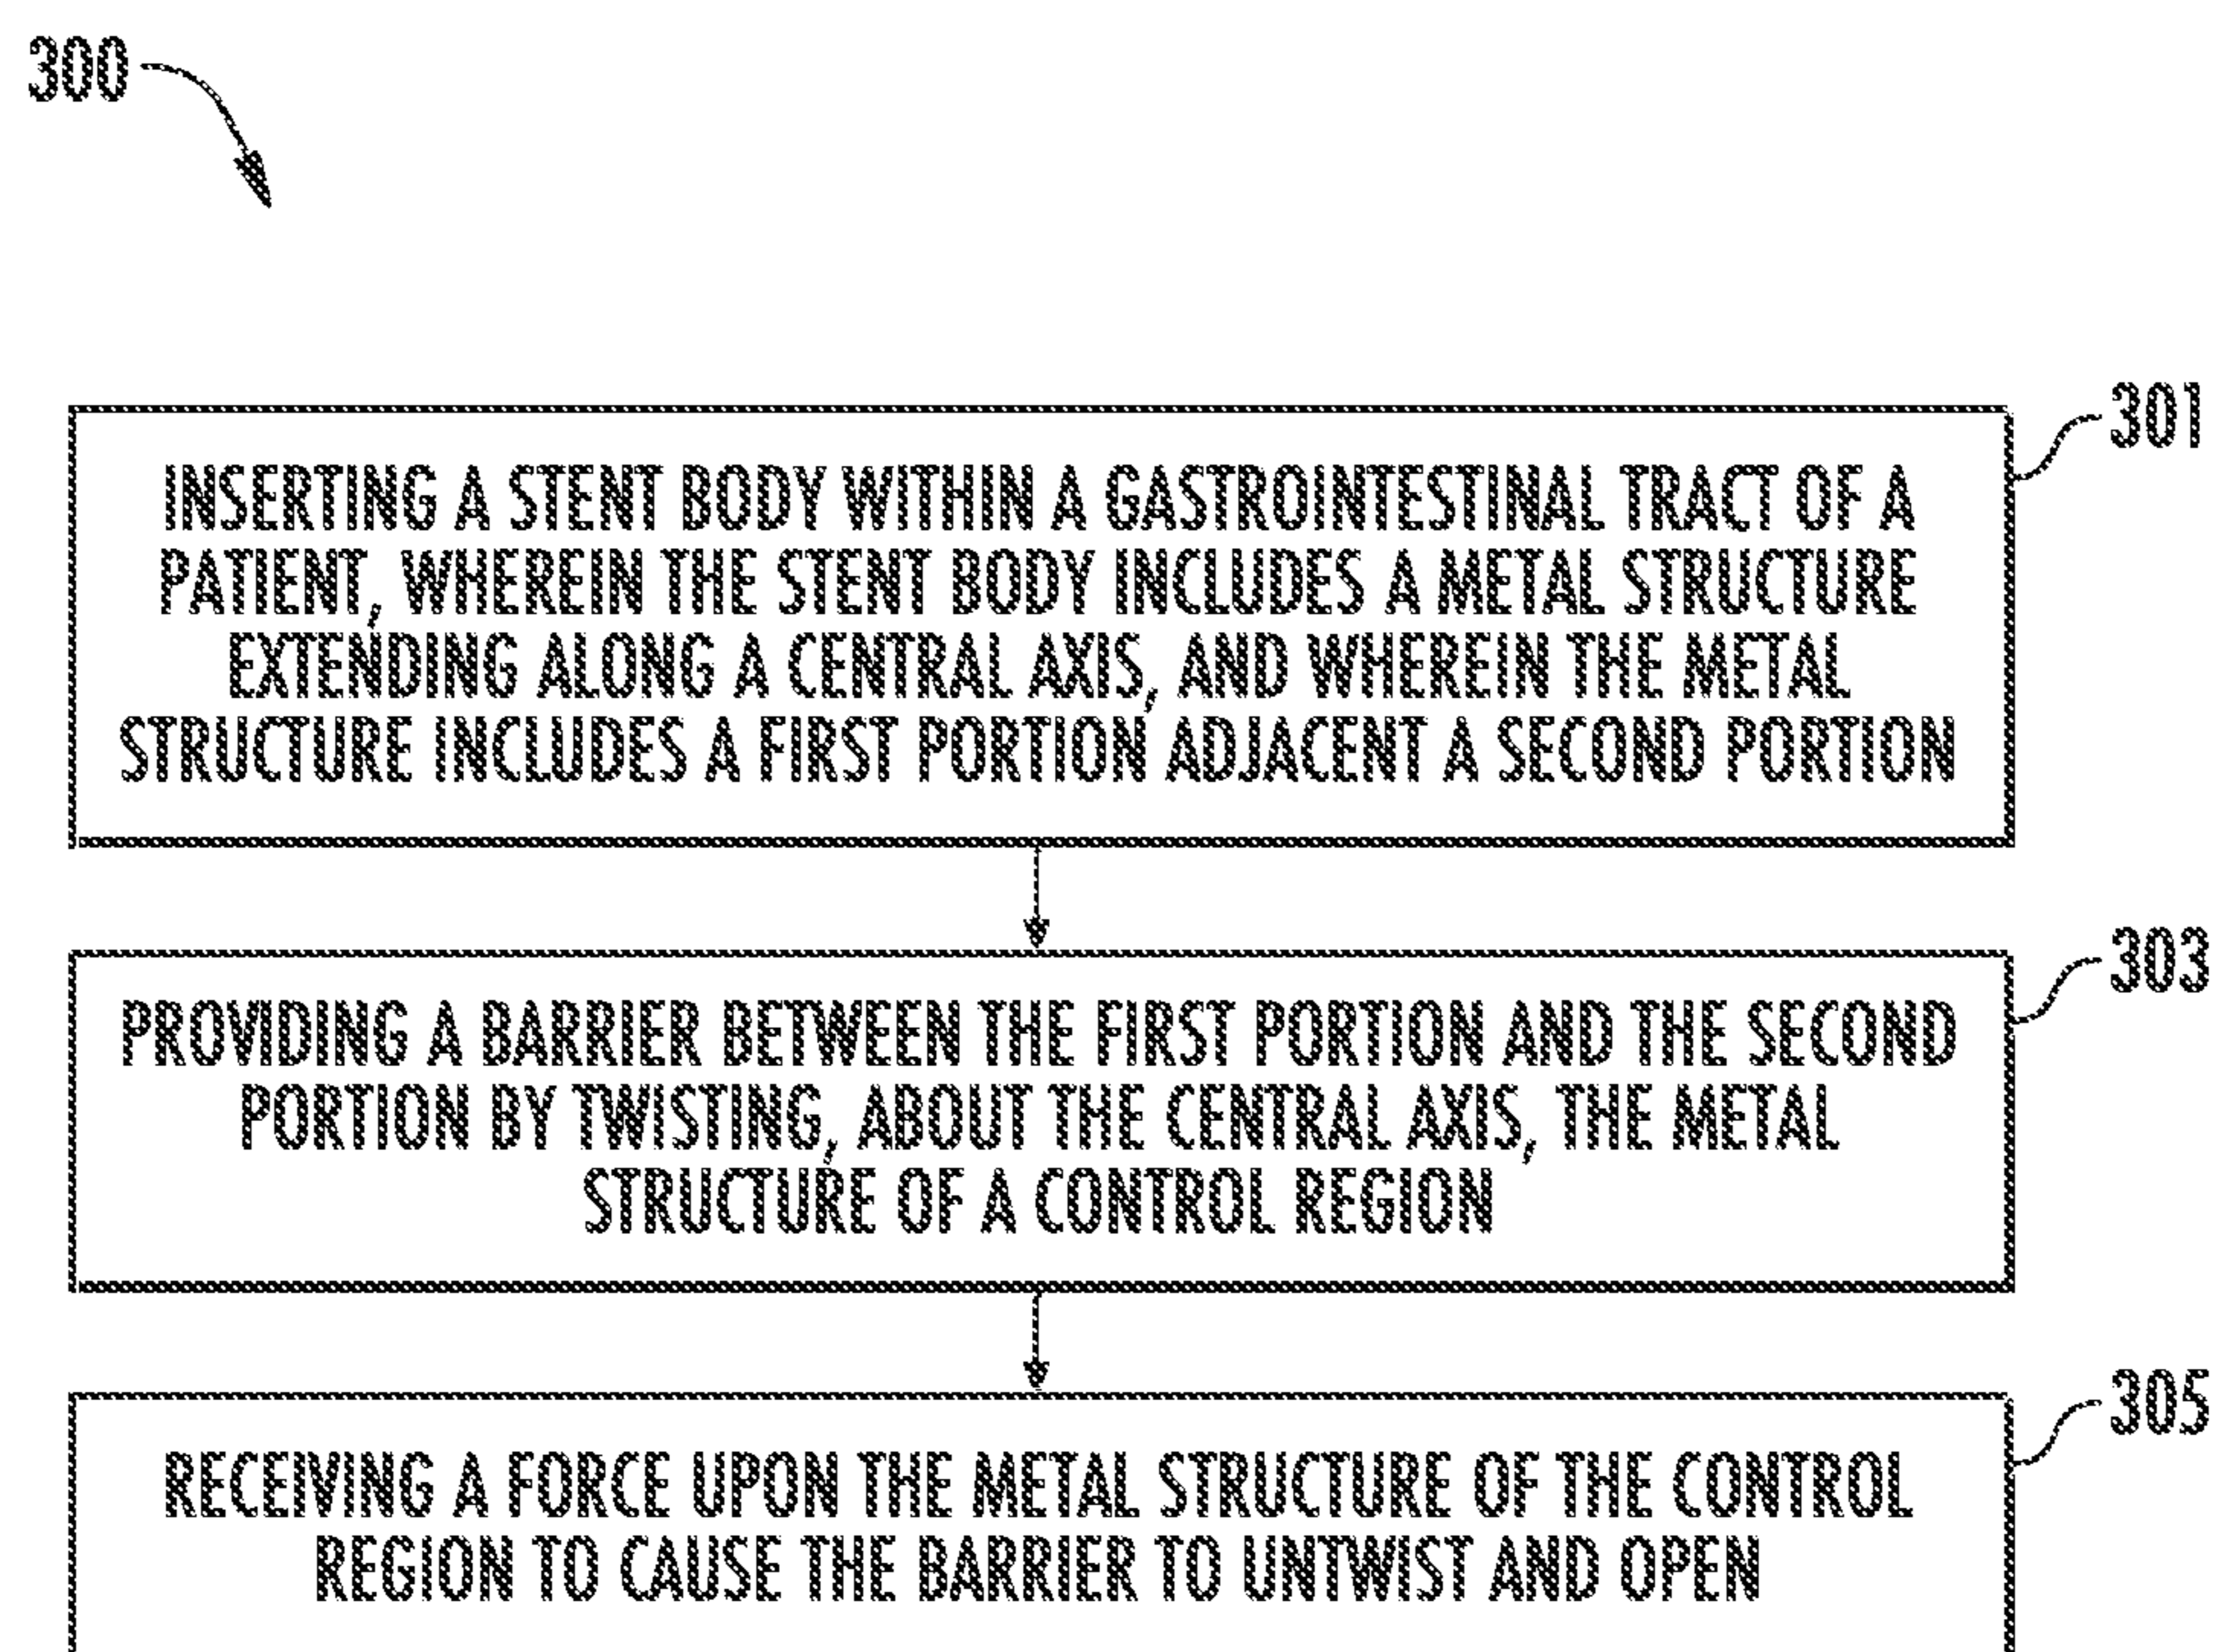 300
301
INSERTING A STENT BODY WITHIN A GASTROINTESTINAL TRACT OF A
PATIENT, WHEREIN THE STENT BODY INCLUDES A METAL STRUCTURE
EXTENDING ALONG A CENTRAL AXIS, AND WHEREIN THE METAL
STRUCTURE INCLUDES A FIRST PORTION ADJACENT A SECOND PORTION
303
PROVIDING A BARRIER BETWEEN THE FIRST PORTION AND THE SECOND
PORTION BY TWISTING, ABOUT THE CENTRAL AXIS, THE METAL
STRUCTURE OF A CONTROL REGION
305
RECEIVING A FORCE UPON THE METAL STRUCTURE OF THE CONTROL
REGION TO CAUSE THE BARRIER TO UNTWIST AND OPEN